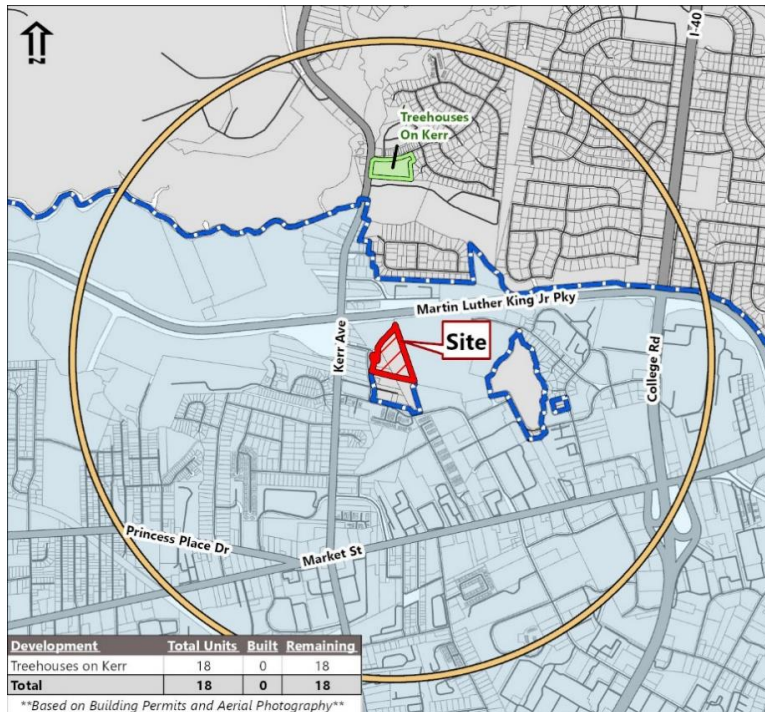 N
I-40
Treehouses
On Kerr
Martin Luther King Jr Pky
Site
Kerr Ave
College Rd
Princess Place Dr
Market St
Development Total Units Built Remaining
Treehouses on Kerr 18 0 18
Total 18 0 18
**Based on Building Permits and Aerial Photography**